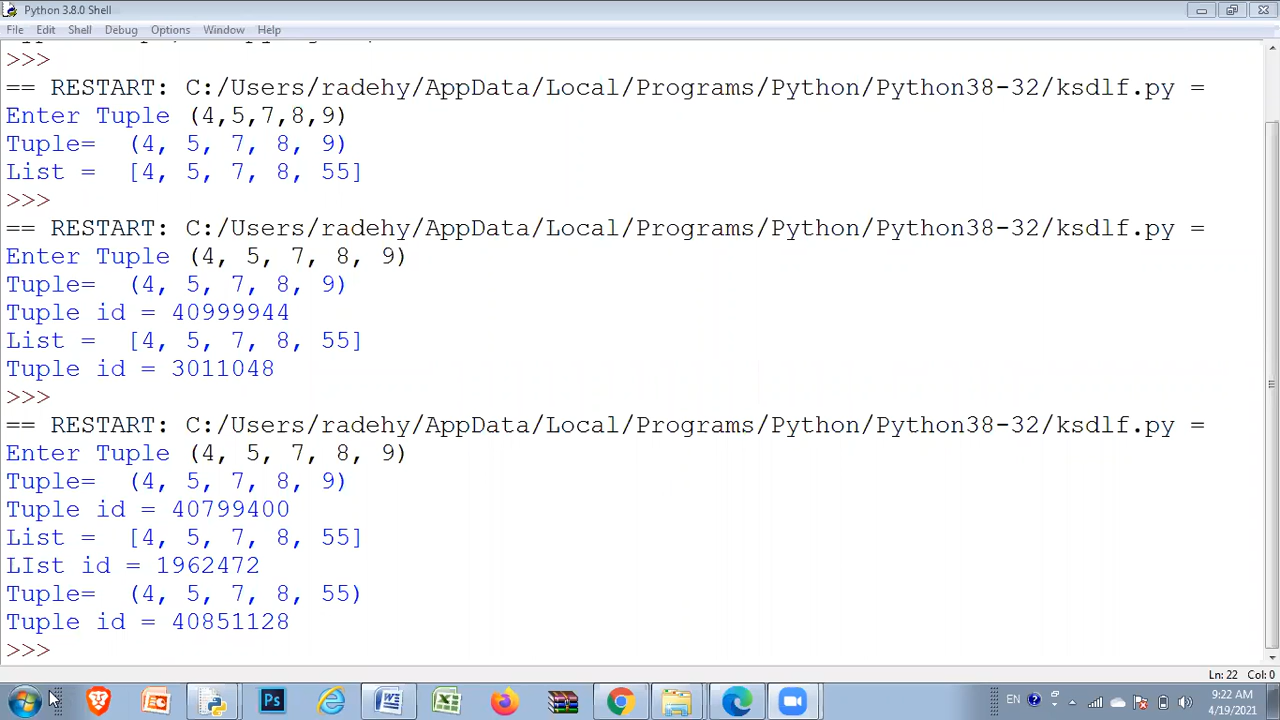 Python 3.8.0 Shell
File Edit Shell Debug Options Window Help
>>>
== RESTART: C:/Users/radehy/AppData/Local/Programs/Python/Python38-32/ksdlf.py =
Enter Tuple (4,5,7,8,9)
Tuple=  (4, 5, 7, 8, 9)
List =  [4, 5, 7, 8, 55]
>>>
== RESTART: C:/Users/radehy/AppData/Local/Programs/Python/Python38-32/ksdlf.py =
Enter Tuple (4, 5, 7, 8, 9)
Tuple=  (4, 5, 7, 8, 9)
Tuple id = 40999944
List =  [4, 5, 7, 8, 55]
Tuple id = 3011048
>>>
== RESTART: C:/Users/radehy/AppData/Local/Programs/Python/Python38-32/ksdlf.py =
Enter Tuple (4, 5, 7, 8, 9)
Tuple=  (4, 5, 7, 8, 9)
Tuple id = 40799400
List =  [4, 5, 7, 8, 55]
LIst id = 1962472
Tuple=  (4, 5, 7, 8, 55)
Tuple id = 40851128
>>>
Ln: 22 Col: 0
Ps
EN
9:22 AM
4/19/2021